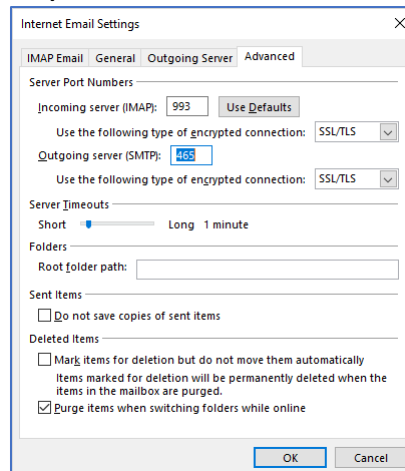 Internet Email Settings
IMAP Email General Outgoing Server Advanced
Server Port Numbers
Incoming server (IMAP): 993 Use Defaults
Use the following type of encrypted connection: SSL/TLS
Outgoing server (SMTP): 465
Use the following type of encrypted connection: SSL/TLS
Server Timeouts
Short Long 1 minute
Folders
Root folder path:
Sent Items
Do not save copies of sent items
Deleted Items
Mark items for deletion but do not move them automatically
Items marked for deletion will be permanently deleted when the
items in the mailbox are purged.
Purge items when switching folders while online
OK Cancel